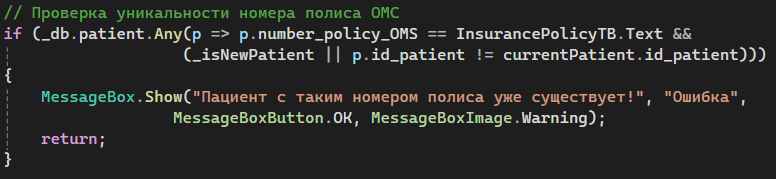 // Проверка уникальности номера полиса ОМС
if (_db.patient.Any(p => p.number_policy_OMS == InsurancePolicyTB.Text &&
(_isNewPatient || p.id_patient != currentPatient.id_patient)))
{
MessageBox.Show("Пациент с таким номером полиса уже существует!", "Ошибка",
MessageBoxButton.OK, MessageBoxImage.Warning);
return;
}